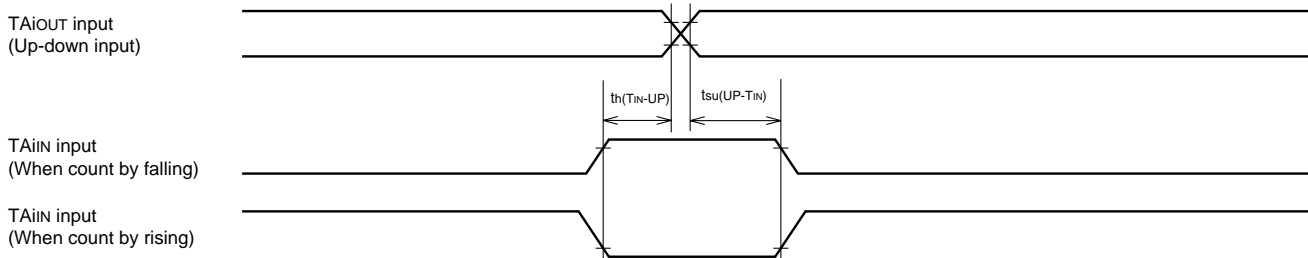 TAiOUT input
(Up-down input)
th(TIN-UP)
tsu(UP-TIN)
TAiIN input
(When count by falling)
TAiIN input
(When count by rising)